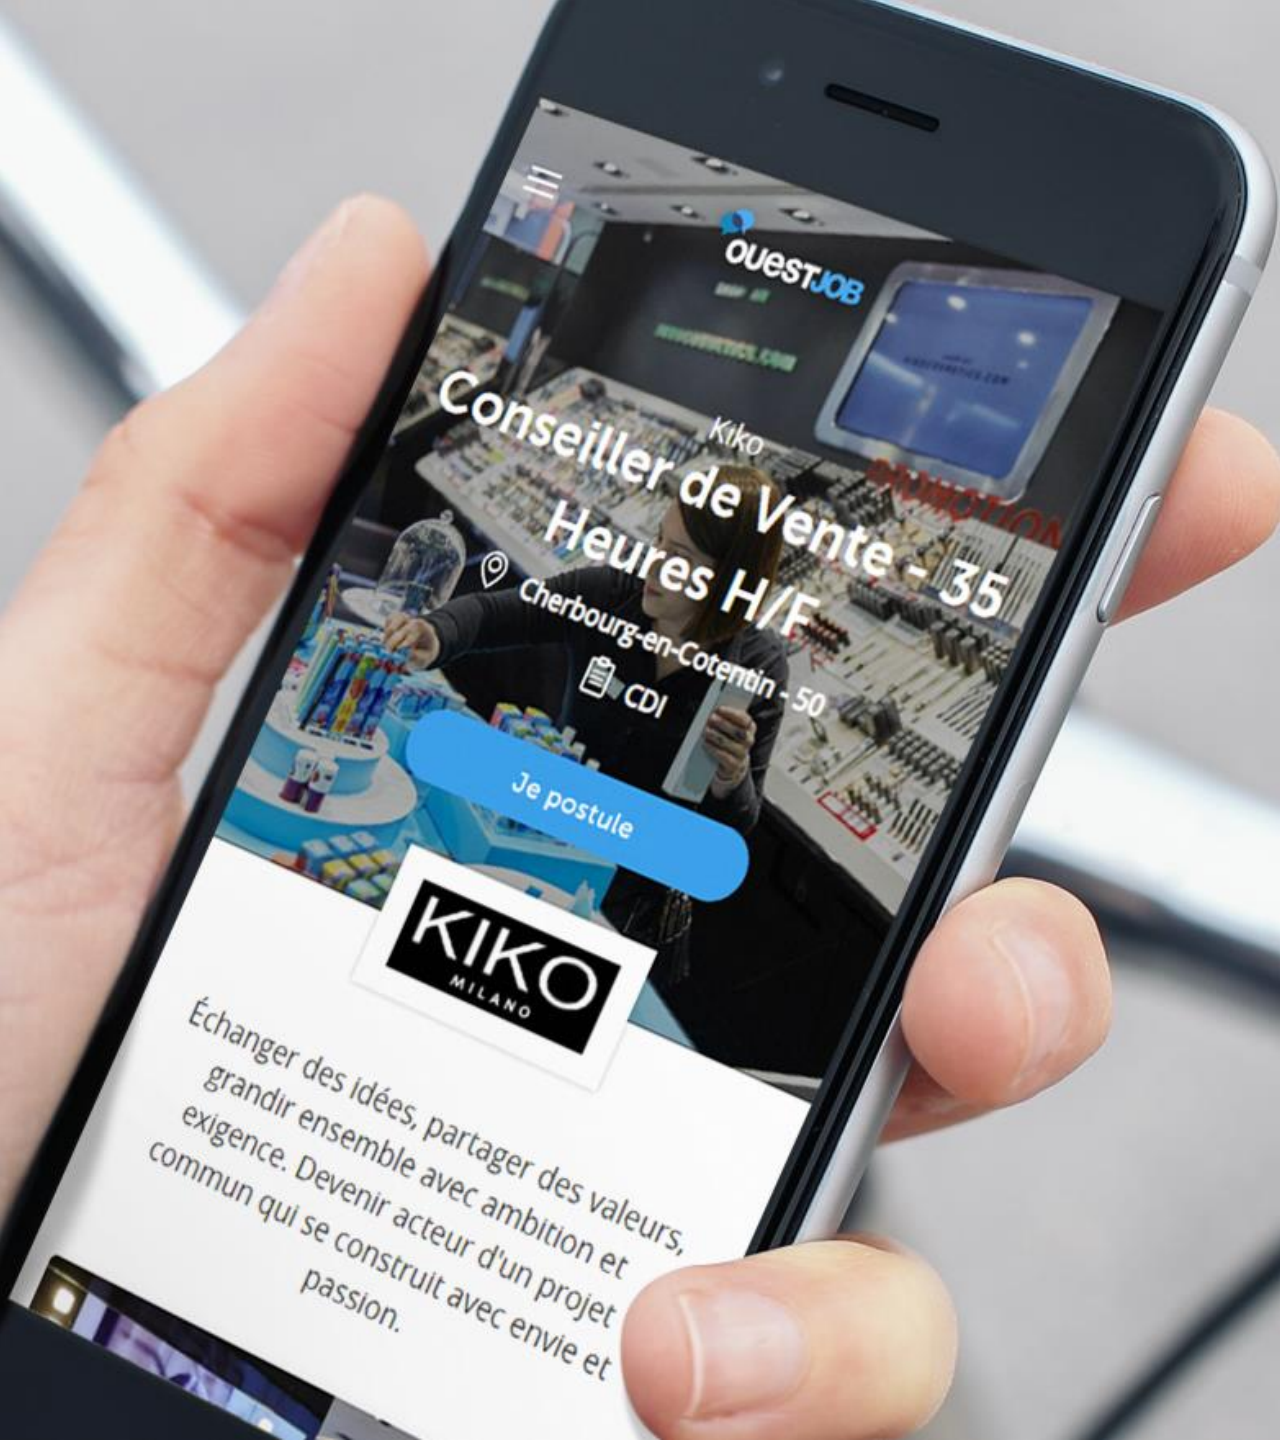 OUESTJOB
PROMOTION
Kiko
Conseiller de Vente - 35
Heures H/F
Cherbourg-en-Cotentin - 50
CDI
Je postule
KIKO
MILANO
Échanger des idées, partager des valeurs,
grandir ensemble avec ambition et
exigence. Devenir acteur d'un projet
commun qui se construit avec envie et
passion.